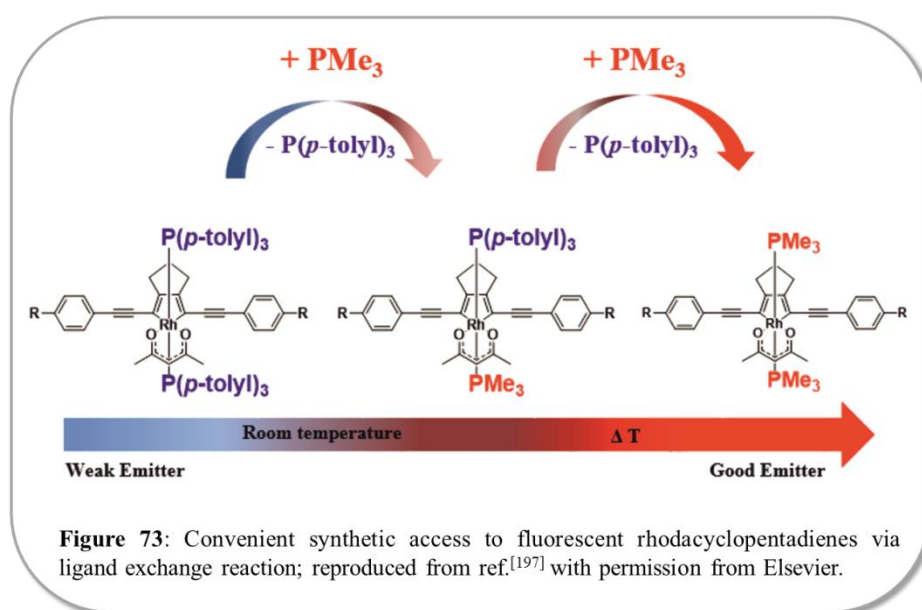 + PMe3 + PMe3
- P(p-tolyl)3 - P(p-tolyl)3
P(p-tolyl)3 P(p-tolyl)3 PMe3
R R R R R R
Rh Rh Rh
O O O O O O
P(p-tolyl)3 PMe3 PMe3
Room temperature Δ T
Weak Emitter Good Emitter
Figure 73: Convenient synthetic access to fluorescent rhodacyclopentadienes via
ligand exchange reaction; reproduced from ref.[197] with permission from Elsevier.